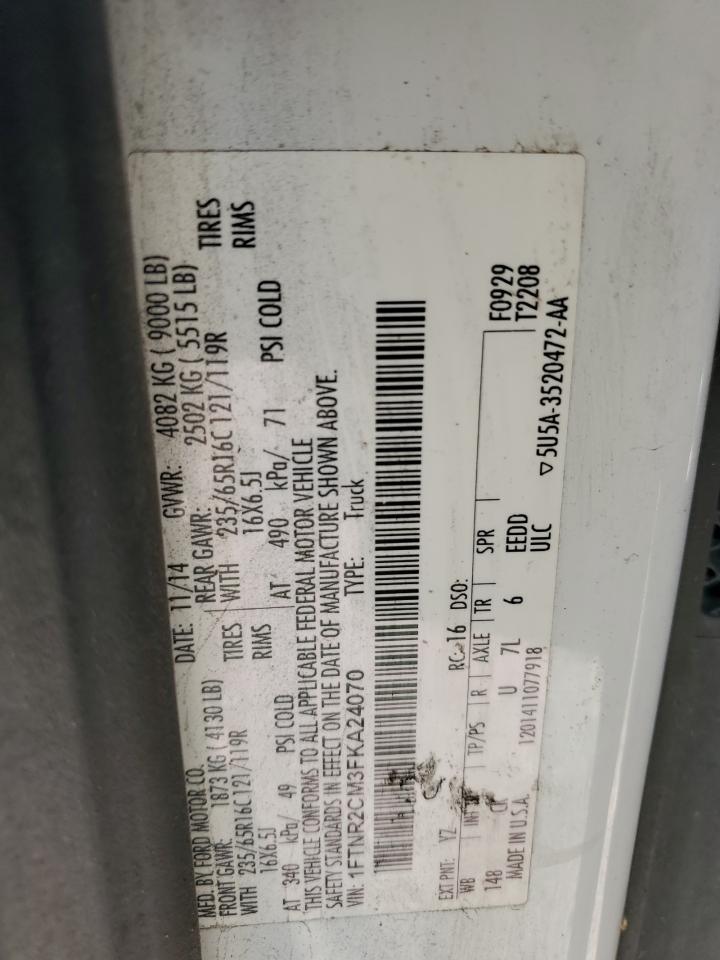 MFD. BY FORD MOTOR CO. DATE: 11/14 GVWR: 4082 KG ( 9000 LB)
FRONT GAWR: 1873 KG ( 4130 LB) REAR GAWR: 2502 KG ( 5515 LB)
WITH 235/65R16C 121/119R TIRES WITH 235/65R16C 121/119R TIRES
16X6.5J RIMS 16X6.5J RIMS
AT 340 kPa/ 49 PSI COLD AT 490 kPa/ 71 PSI COLD
THIS VEHICLE CONFORMS TO ALL APPLICABLE FEDERAL MOTOR VEHICLE
SAFETY STANDARDS IN EFFECT ON THE DATE OF MANUFACTURE SHOWN ABOVE.
VIN: 1FTNR2CM3FKA24070 TYPE: Truck
EXT PNT: YZ RC: 16 DSO:
WB TP/PS R AXLE TR SPR F0929
148 U 7L 6 EEDD T2208
MADE IN U.S.A. 1201411077918 ULC
▽ 5U5A-3520472-AA